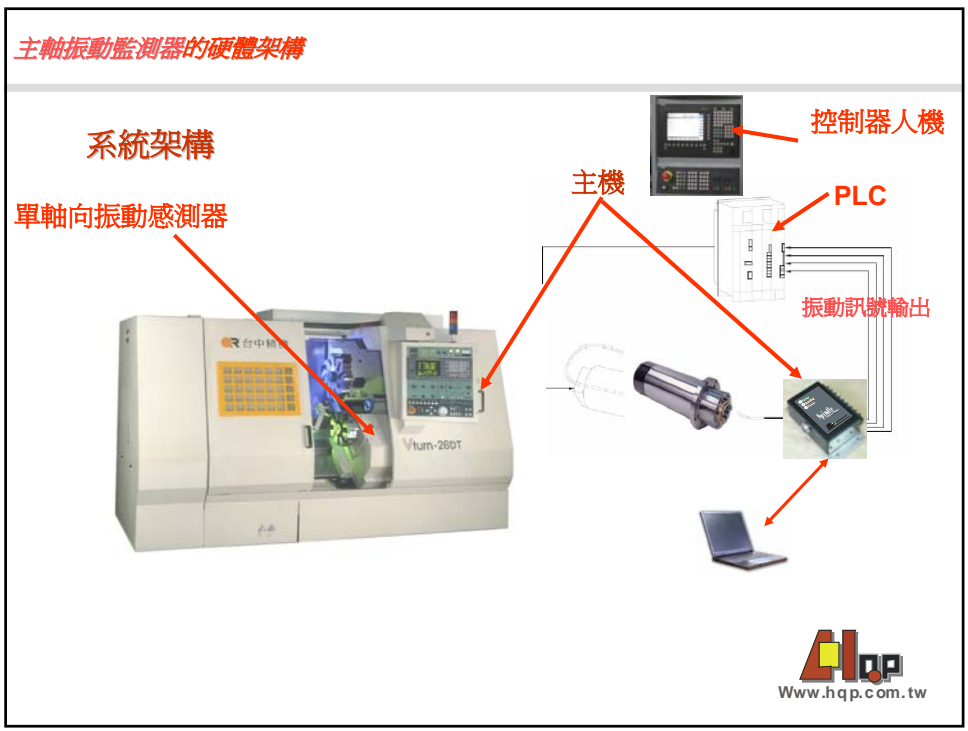 主軸振動監測器的硬體架構
系統架構
控制器人機
主機
PLC
單軸向振動感測器
振動訊號輸出
台中精機
Vturn-26DT
HQP
Www.hqp.com.tw